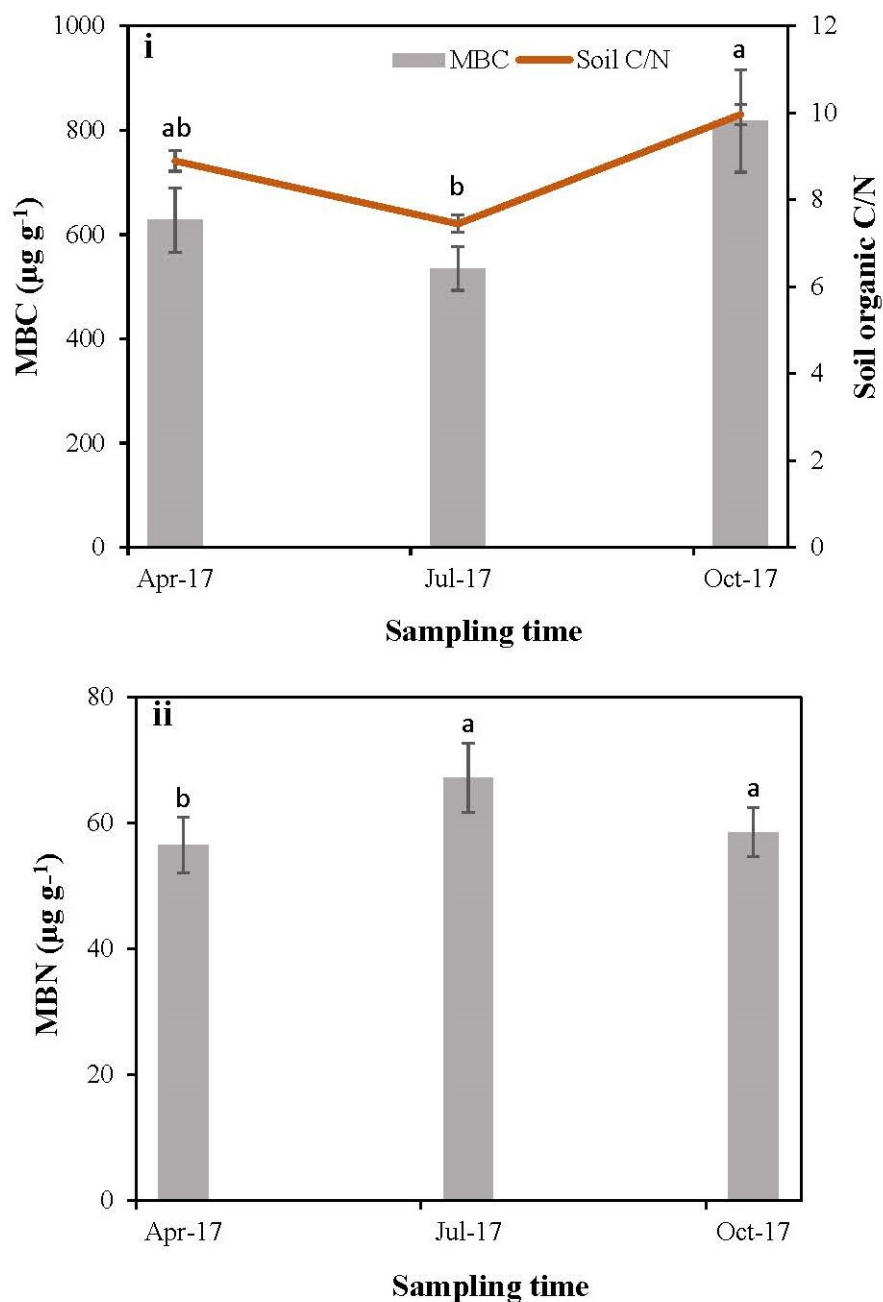 i
MBC
Soil C/N
1000
800
600
400
200
0
12
10
8
6
4
2
0
ab
b
a
MBC (µg g⁻¹)
Soil organic C/N
Apr-17 Jul-17 Oct-17
Sampling time
ii
80
60
40
20
0
b
a
a
MBN (µg g-¹)
Apr-17 Jul-17 Oct-17
Sampling time